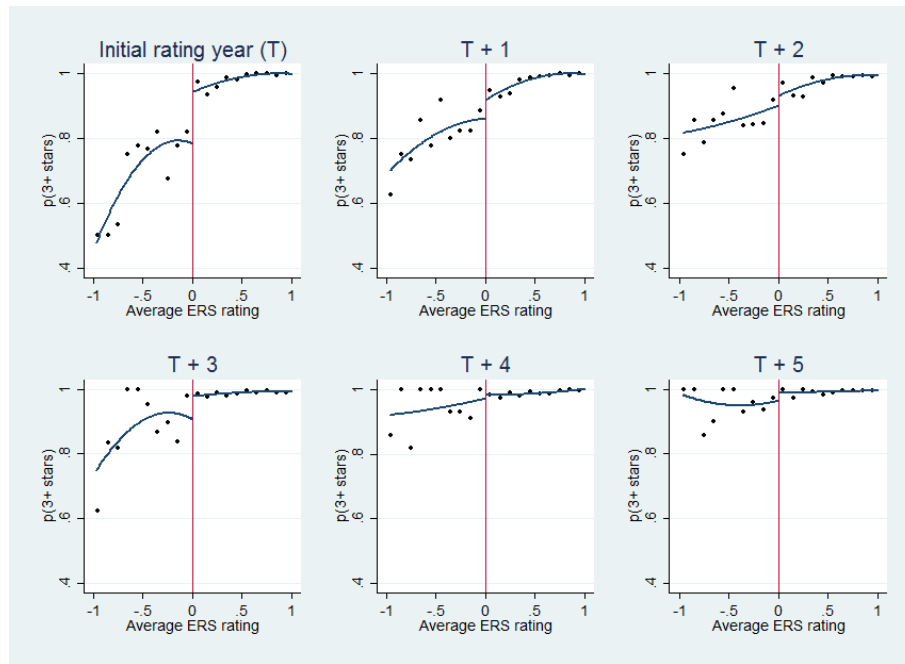 Initial rating year (T)
p(3+ stars)
1
.8
.6
.4
-1 -.5 0 .5 1
Average ERS rating
T + 1
p(3+ stars)
1
.8
.6
.4
-1 -.5 0 .5 1
Average ERS rating
T + 2
p(3+ stars)
1
.8
.6
.4
-1 -.5 0 .5 1
Average ERS rating
T + 3
p(3+ stars)
1
.8
.6
.4
-1 -.5 0 .5 1
Average ERS rating
T + 4
p(3+ stars)
1
.8
.6
.4
-1 -.5 0 .5 1
Average ERS rating
T + 5
p(3+ stars)
1
.8
.6
.4
-1 -.5 0 .5 1
Average ERS rating